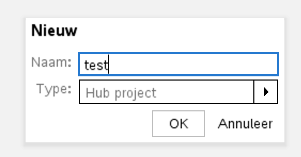 Nieuw
Naam: test
Type: Hub project
OK Annuleer